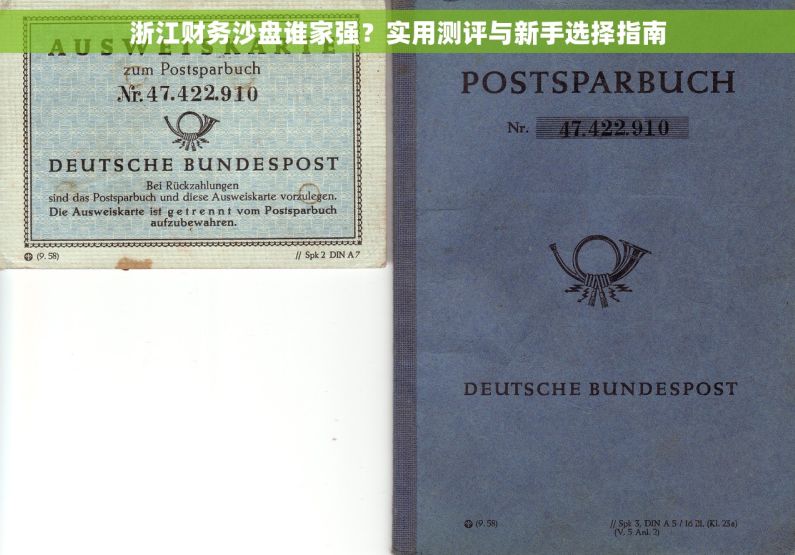 浙江财务沙盘谁家强？实用测评与新手选择指南
AUSWEISKARTE
zum Postsparbuch
Nr. 47.422.910
DEUTSCHE BUNDESPOST
Bei Rückzahlungen
sind das Postsparbuch und diese Ausweiskarte vorzulegen.
Die Ausweiskarte ist getrennt vom Postsparbuch
aufzubewahren.
(9.58)
// Spk 2 DIN A7
POSTSPARBUCH
Nr. 47.422.910
DEUTSCHE BUNDESPOST
(9.58)
// Spk 3, DIN A 5 / 16 Bl. (Kl. 23a)
(V. 5 Anl. 2)